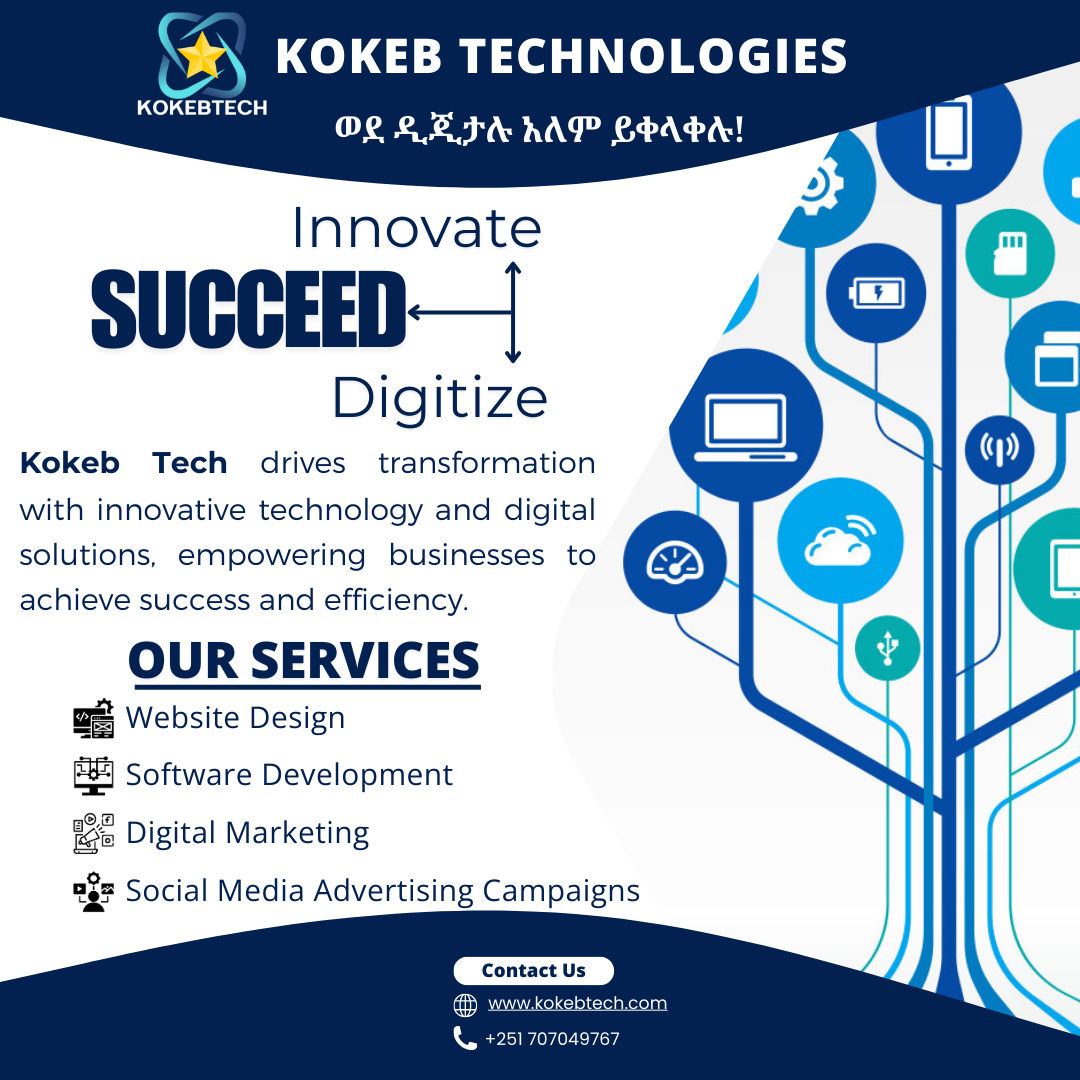 KOKEBTECH
KOKEB TECHNOLOGIES
ወደ ዲጂታሉ አለም ይቀላቀሉ!
Innovate
SUCCEED
Digitize
Kokeb Tech drives transformation
with innovative technology and digital
solutions, empowering businesses to
achieve success and efficiency.
OUR SERVICES
Website Design
Software Development
Digital Marketing
Social Media Advertising Campaigns
Contact Us
www.kokebtech.com
+251 707049767